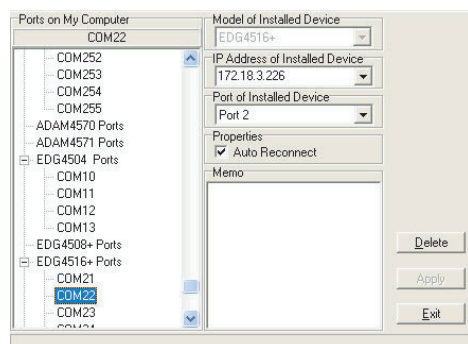 Ports on My Computer
COM22
COM252
COM253
COM254
COM255
ADAM4570 Ports
ADAM4571 Ports
EDG4504 Ports
COM10
COM11
COM12
COM13
EDG4508+ Ports
EDG4516+ Ports
COM21
COM22
COM23
COM24
Model of Installed Device
EDG4516+
IP Address of Installed Device
172.18.3.226
Port of Installed Device
Port 2
Properties
Auto Reconnect
Memo
Delete
Apply
Exit